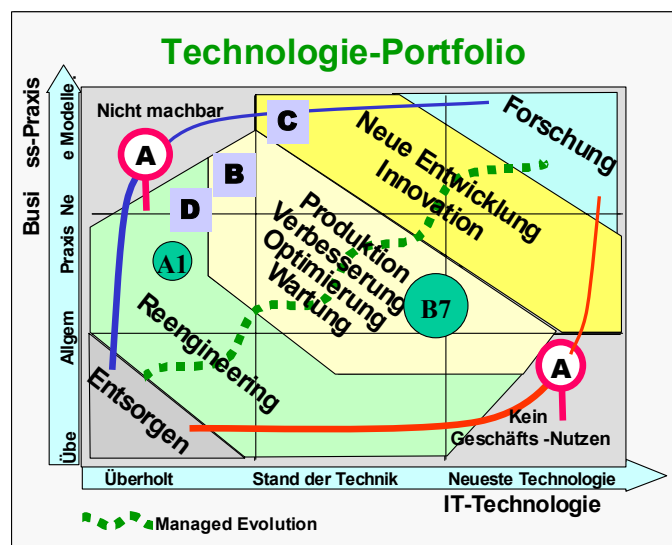 Technologie-Portfolio
Busi ss-Praxis
Ne e Modelle
Allgem Praxis
Übe
Nicht machbar
A
C
B
D
A1
B7
A
Forschung
Neue Entwicklung
Innovation
Produktion
Verbesserung
Optimierung
Wartung
Reengineering
Entsorgen
Kein
Geschäfts -Nutzen
Überholt
Stand der Technik
Neueste Technologie
IT-Technologie
Managed Evolution